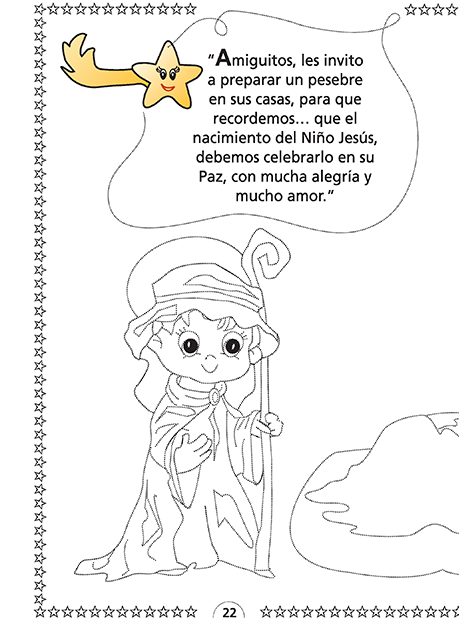 "Amiguitos, les invito
a preparar un pesebre
en sus casas, para que
recordemos... que el
nacimiento del Niño Jesús,
debemos celebrarlo en su
Paz, con mucha alegría y
mucho amor."
22